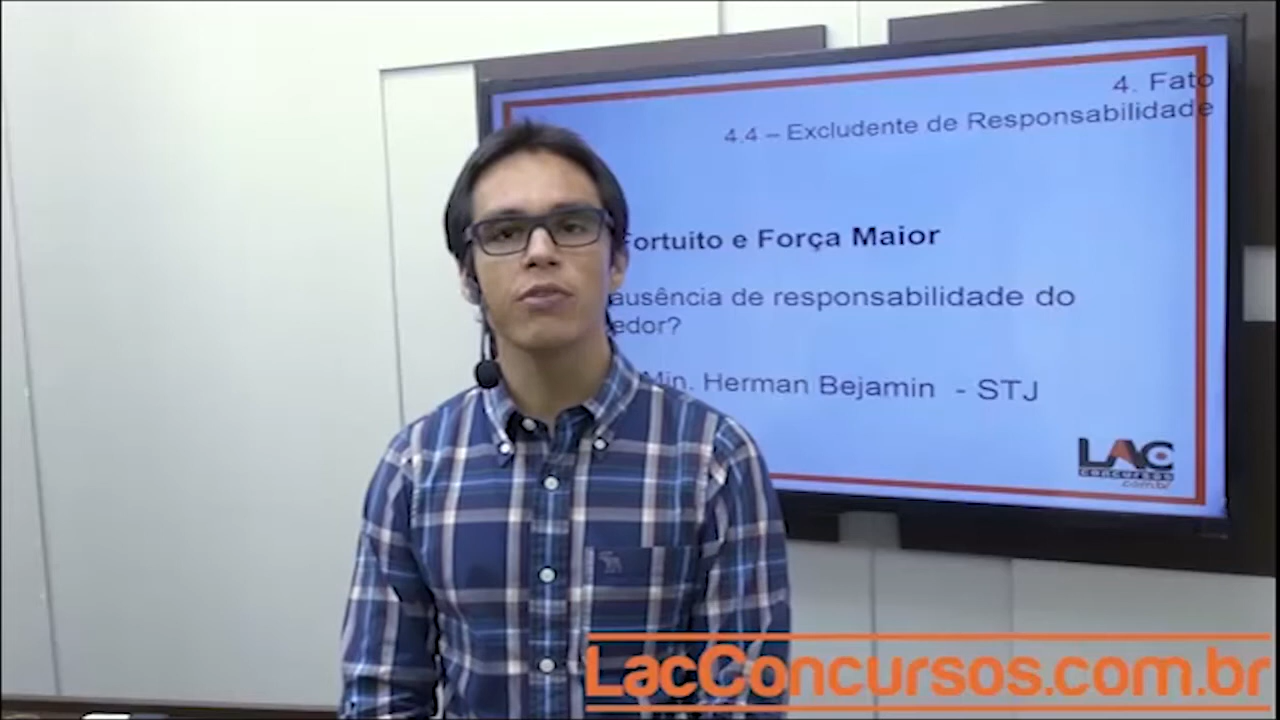 4. Fato
4.4 – Excludente de Responsabilidade
Fortuito e Força Maior
ausência de responsabilidade do
edor?
Min. Herman Bejamin - STJ
LAC
concursos
.com.br
LacConcursos.com.br